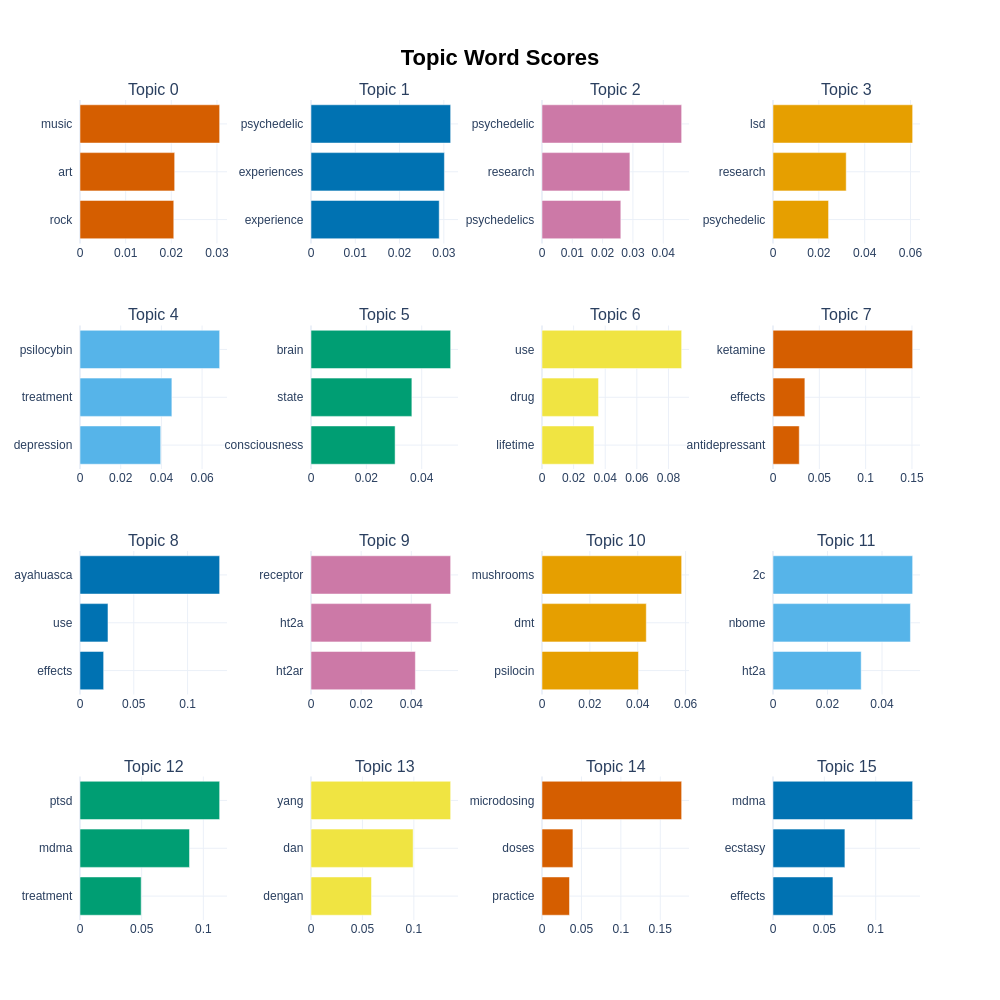 Topic Word Scores
Topic 0
Topic 1
Topic 2
Topic 3
music
art
rock
0 0.01 0.02 0.03
psychedelic
experiences
experience
0 0.01 0.02 0.03
psychedelic
research
psychedelics
0 0.01 0.02 0.03 0.04
lsd
research
psychedelic
0 0.02 0.04 0.06
Topic 4
Topic 5
Topic 6
Topic 7
psilocybin
treatment
depression
0 0.02 0.04 0.06
brain
state
consciousness
0 0.02 0.04
use
drug
lifetime
0 0.02 0.04 0.06 0.08
ketamine
effects
antidepressant
0 0.05 0.1 0.15
Topic 8
Topic 9
Topic 10
Topic 11
ayahuasca
use
effects
0 0.05 0.1
receptor
ht2a
ht2ar
0 0.02 0.04
mushrooms
dmt
psilocin
0 0.02 0.04 0.06
2c
nbome
ht2a
0 0.02 0.04
Topic 12
Topic 13
Topic 14
Topic 15
ptsd
mdma
treatment
0 0.05 0.1
yang
dan
dengan
0 0.05 0.1
microdosing
doses
practice
0 0.05 0.1 0.15
mdma
ecstasy
effects
0 0.05 0.1